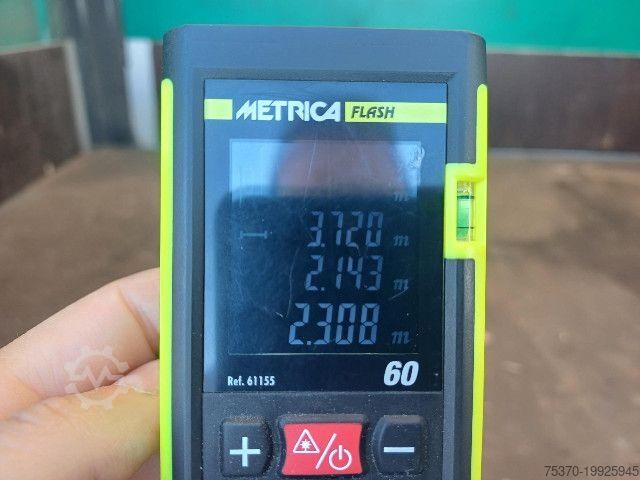 METRICA FLASH
m
3.720 m
2.143 m
2.308 m
Ref. 61155 60
+ −
75370-19925945